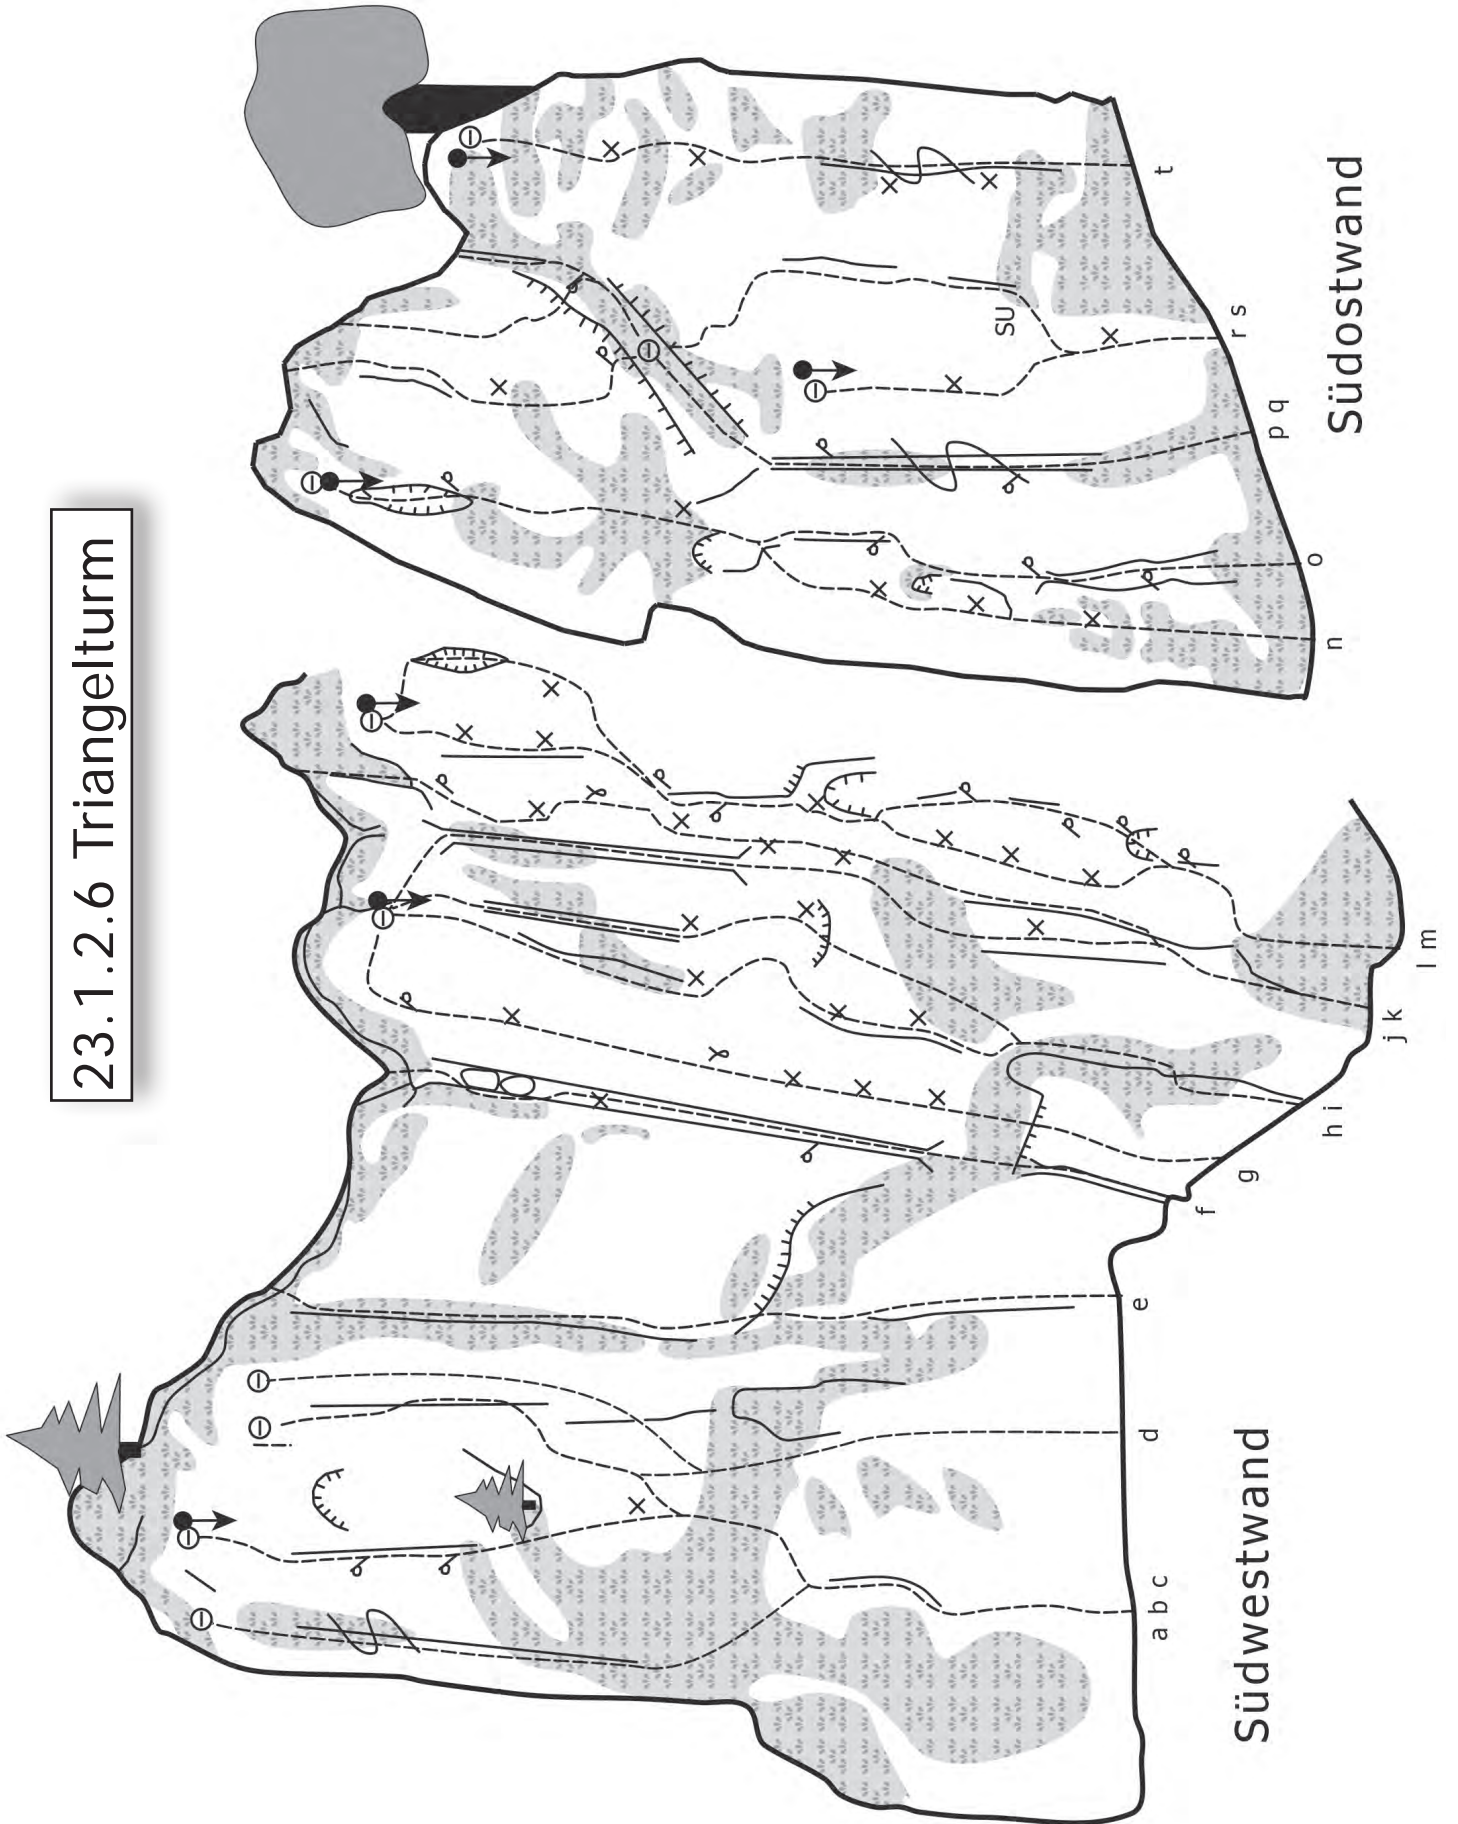 23.1.2.6 Triangelturm
SU
a b c
d
e
f
g
h i
j k
l m
n
o
p q
r s
t
Südwestwand
Südostwand